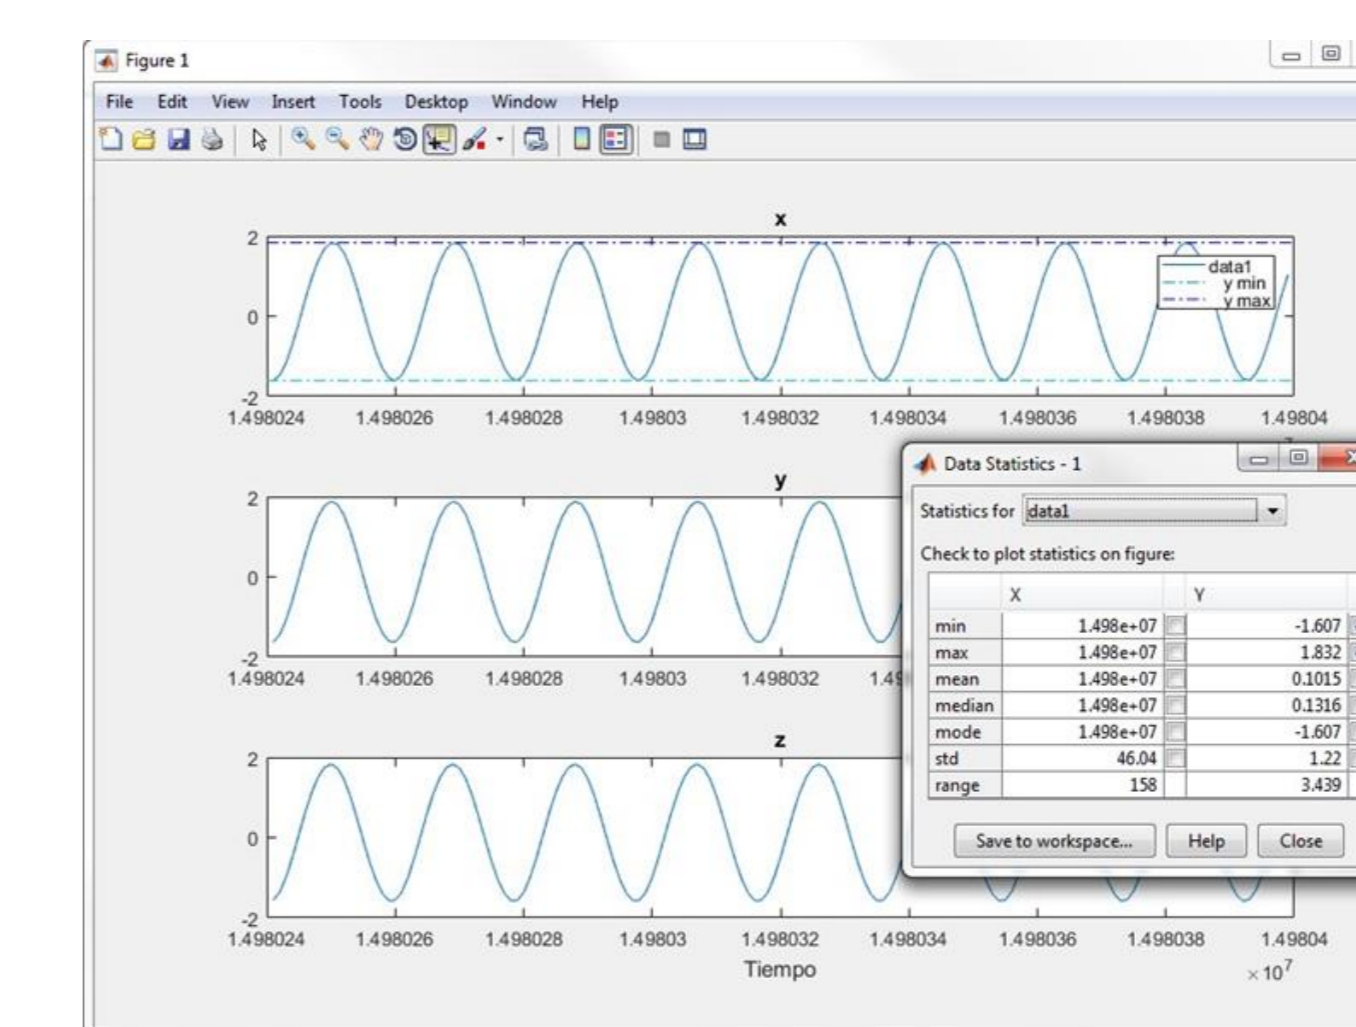 Figure 1
File Edit View Insert Tools Desktop Window Help
x
2
0
-2
data1
y min
y max
1.498024 1.498026 1.498028 1.49803 1.498032 1.498034 1.498036 1.498038 1.49804
y
2
0
-2
1.498024 1.498026 1.498028 1.49803 1.498032 1.49
Data Statistics - 1
Statistics for data1
Check to plot statistics on figure:
X Y
min 1.498e+07 -1.607
max 1.498e+07 1.832
mean 1.498e+07 0.1015
median 1.498e+07 0.1316
mode 1.498e+07 -1.607
std 46.04 1.22
range 158 3.439
Save to workspace... Help Close
z
2
0
-2
1.498024 1.498026 1.498028 1.49803 1.498032 1.498034 1.498036 1.498038 1.49804
Tiempo
×10⁷